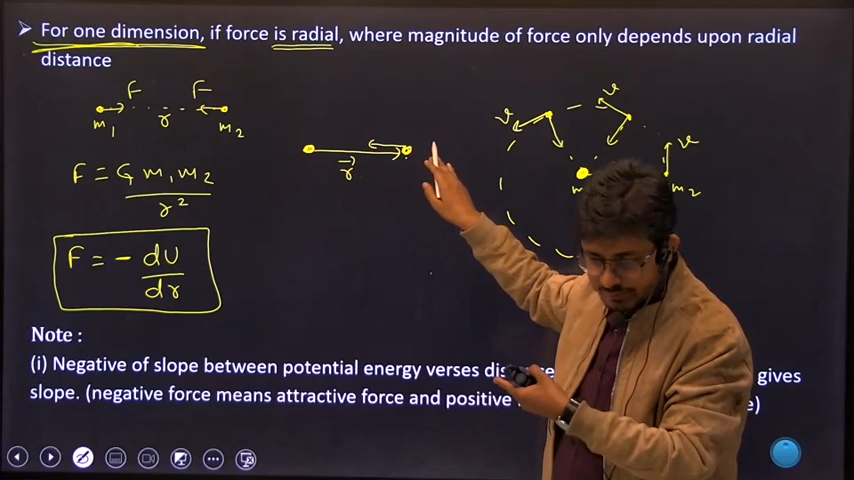 For one dimension, if force is radial, where magnitude of force only depends upon radial
distance
F F
m1 r m2
F = G m1 m2
r2
F = - dU
dr
r
v v
v
m
m2
Note :
(i) Negative of slope between potential energy verses gives
slope. (negative force means attractive force and positive